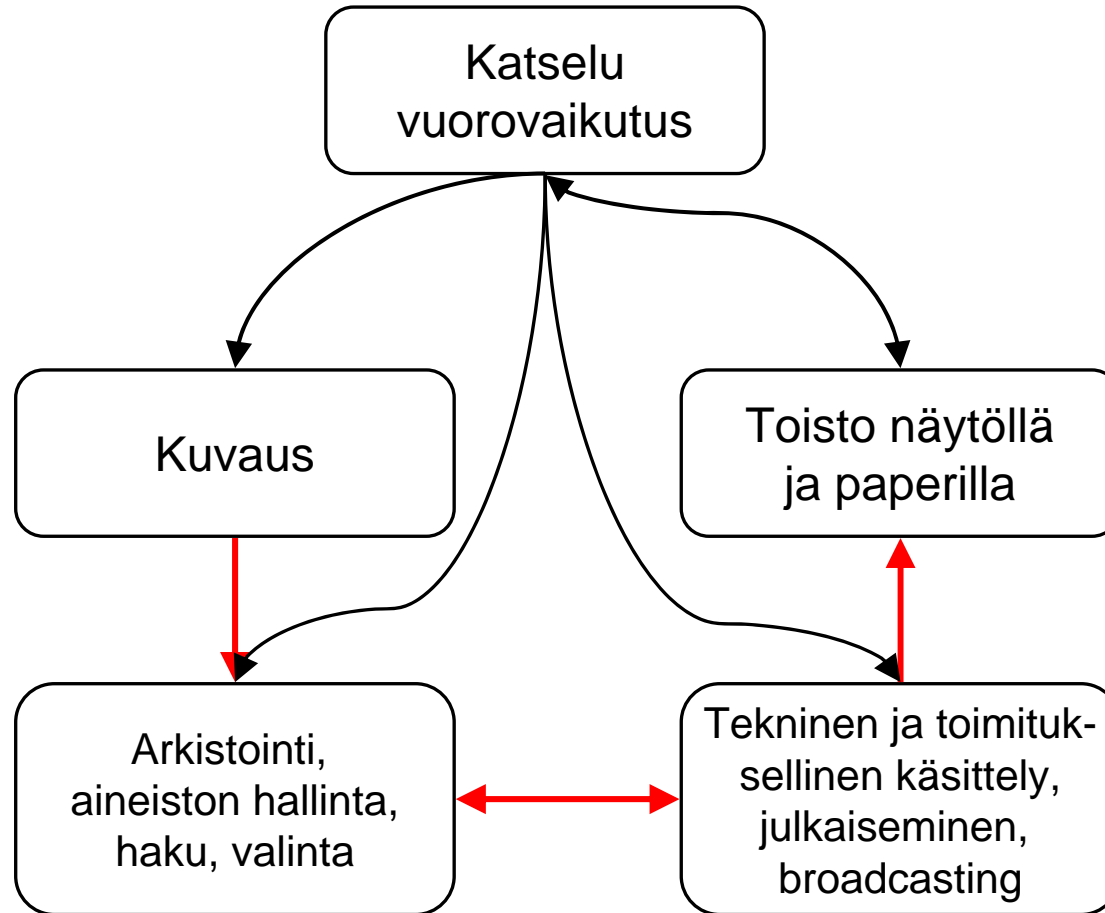 Katselu
vuorovaikutus
Kuvaus
Toisto näytöllä
ja paperilla
Arkistointi,
aineiston hallinta,
haku, valinta
Tekninen ja toimituk-
sellinen käsittely,
julkaiseminen,
broadcasting